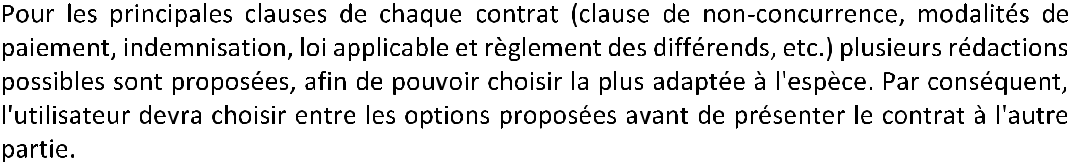 Pour les principales clauses de chaque contrat (clause de non-concurrence, modalités de
paiement, indemnisation, loi applicable et règlement des différends, etc.) plusieurs rédactions
possibles sont proposées, afin de pouvoir choisir la plus adaptée à l'espèce. Par conséquent,
l'utilisateur devra choisir entre les options proposées avant de présenter le contrat à l'autre
partie.